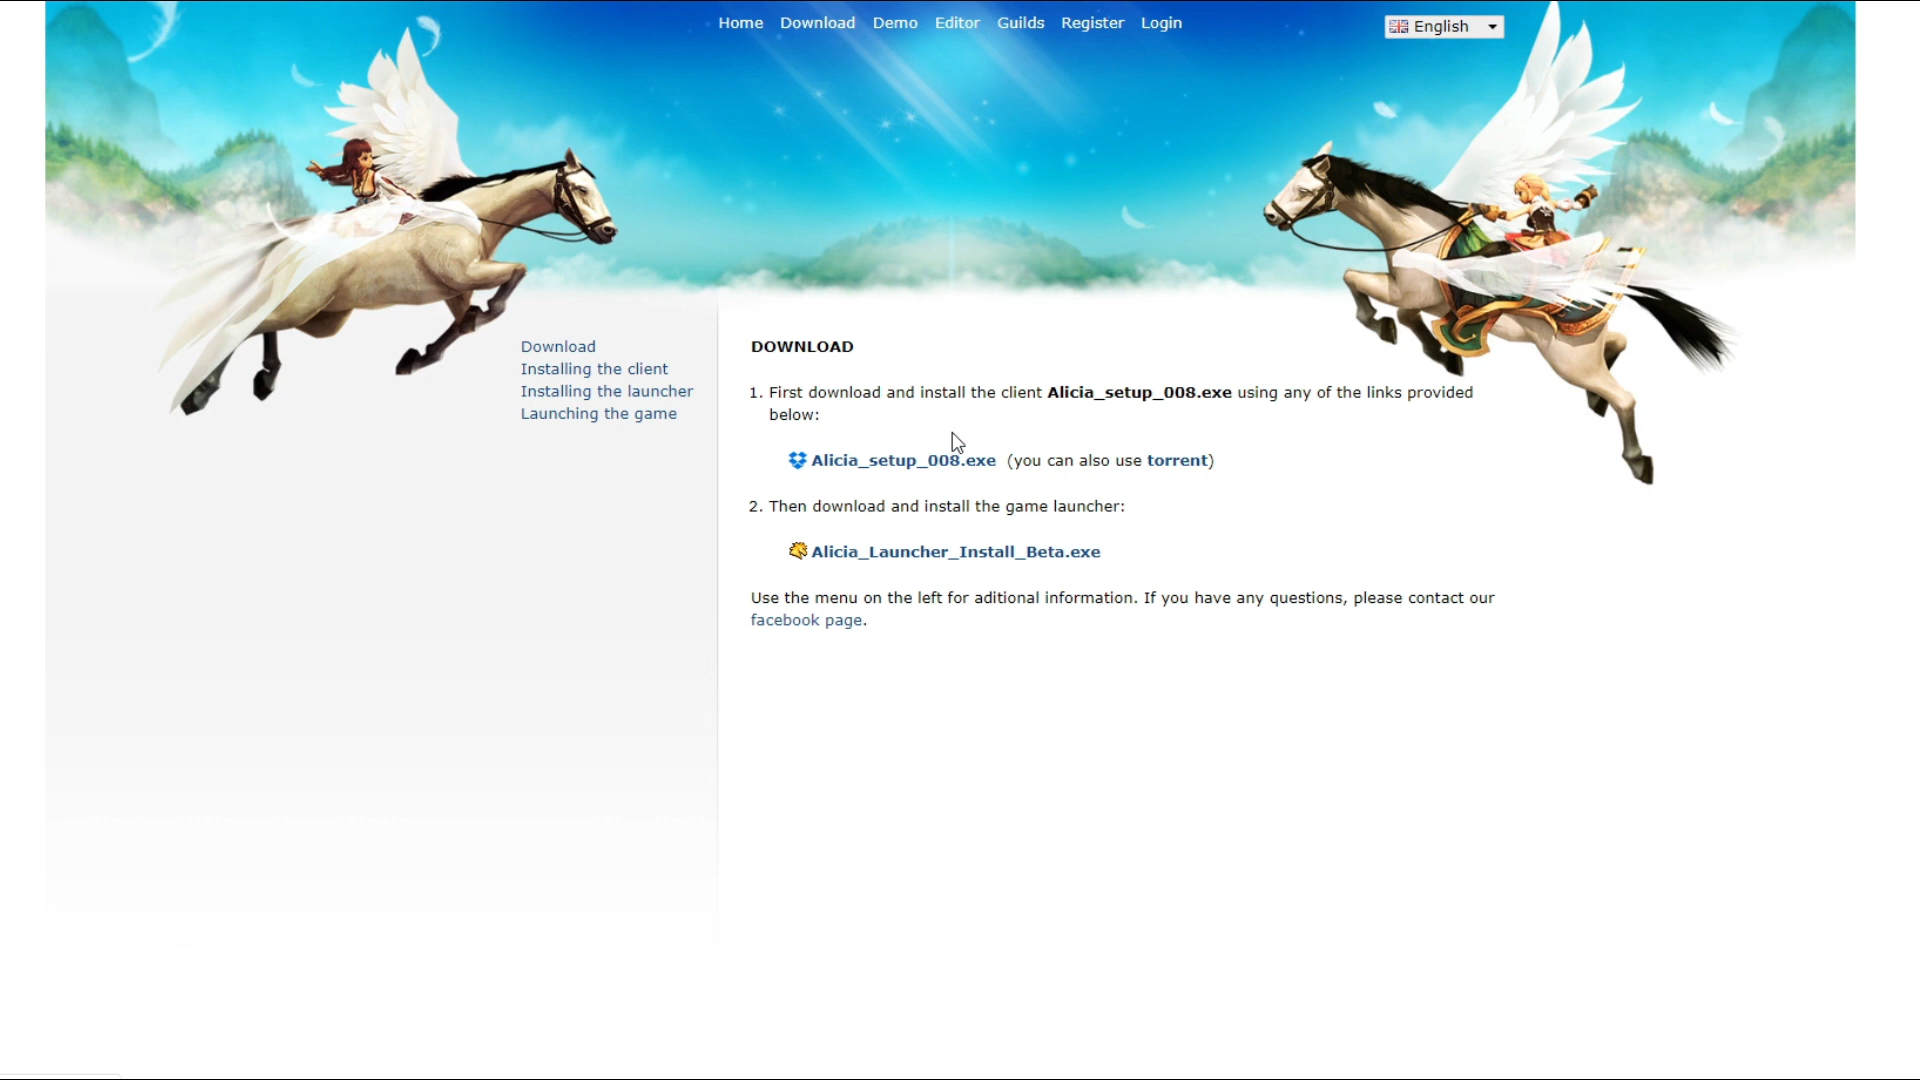 Home Download Demo Editor Guilds Register Login
English
Download
Installing the client
Installing the launcher
Launching the game
DOWNLOAD
1. First download and install the client Alicia_setup_008.exe using any of the links provided
below:
Alicia_setup_008.exe (you can also use torrent)
2. Then download and install the game launcher:
Alicia_Launcher_Install_Beta.exe
Use the menu on the left for aditional information. If you have any questions, please contact our
facebook page.